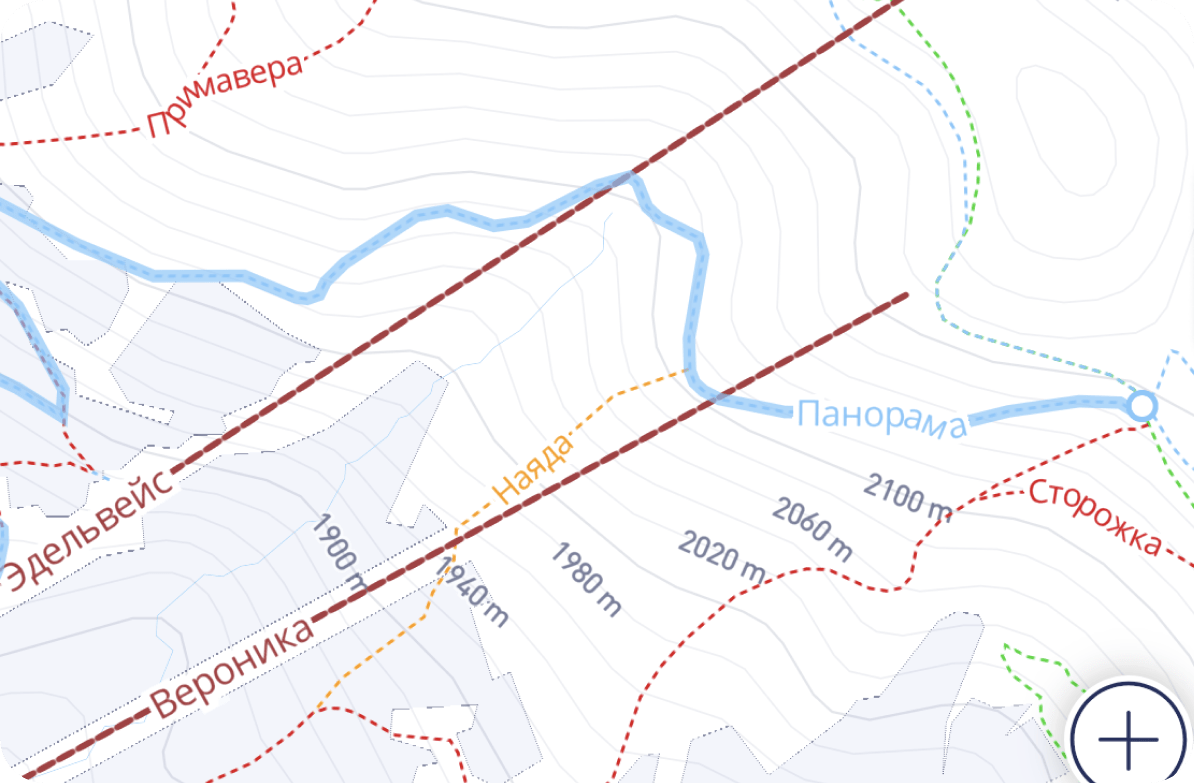 Примавера
Панорама
Наяда
Эдельвейс
Сторожка
2100 m
2060 m
2020 m
1980 m
1940 m
1900 m
Вероника